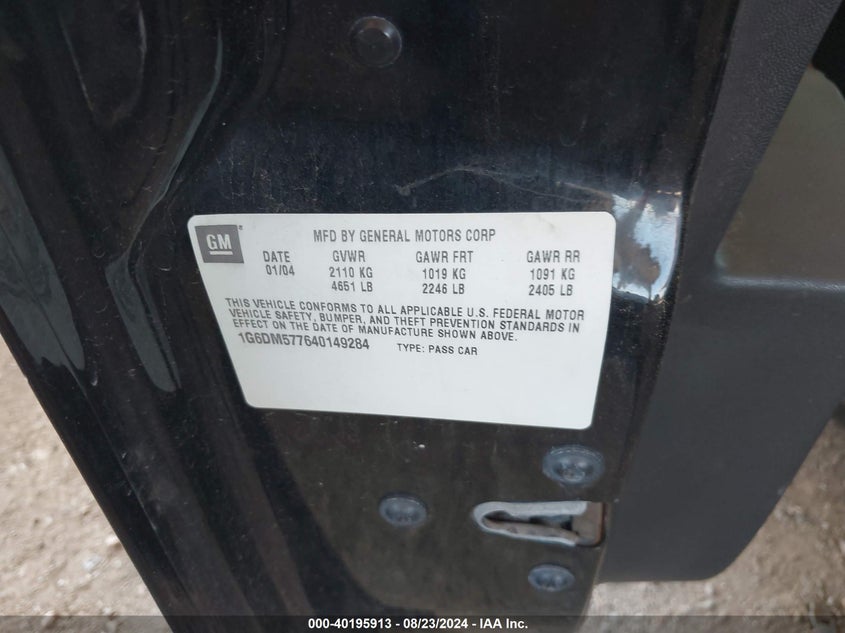 GM
MFD BY GENERAL MOTORS CORP
DATE GVWR GAWR FRT GAWR RR
01/04 2110 KG 1019 KG 1091 KG
4651 LB 2246 LB 2405 LB
THIS VEHICLE CONFORMS TO ALL APPLICABLE U.S. FEDERAL MOTOR
VEHICLE SAFETY, BUMPER, AND THEFT PREVENTION STANDARDS IN
EFFECT ON THE DATE OF MANUFACTURE SHOWN ABOVE.
1G6DM577640149284 TYPE: PASS CAR
000-40195913 - 08/23/2024 - IAA Inc.